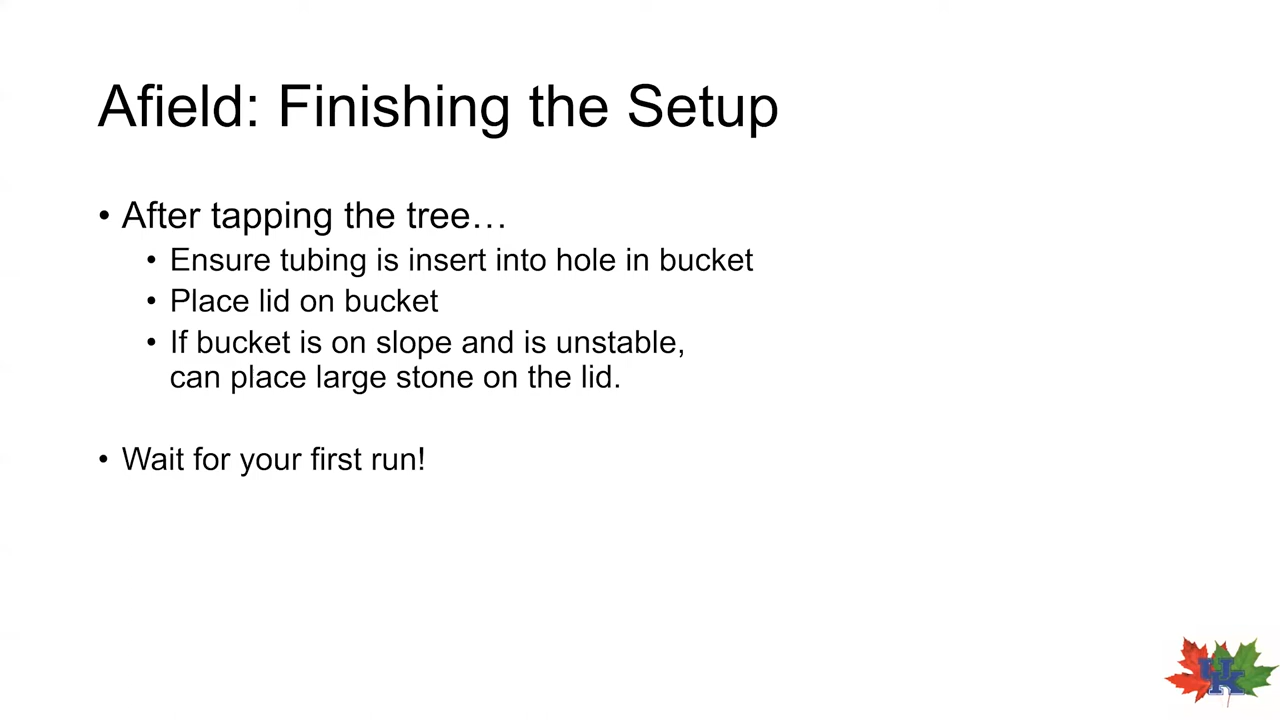 Afield: Finishing the Setup
• After tapping the tree…
• Ensure tubing is insert into hole in bucket
• Place lid on bucket
• If bucket is on slope and is unstable,
can place large stone on the lid.
• Wait for your first run!
UK